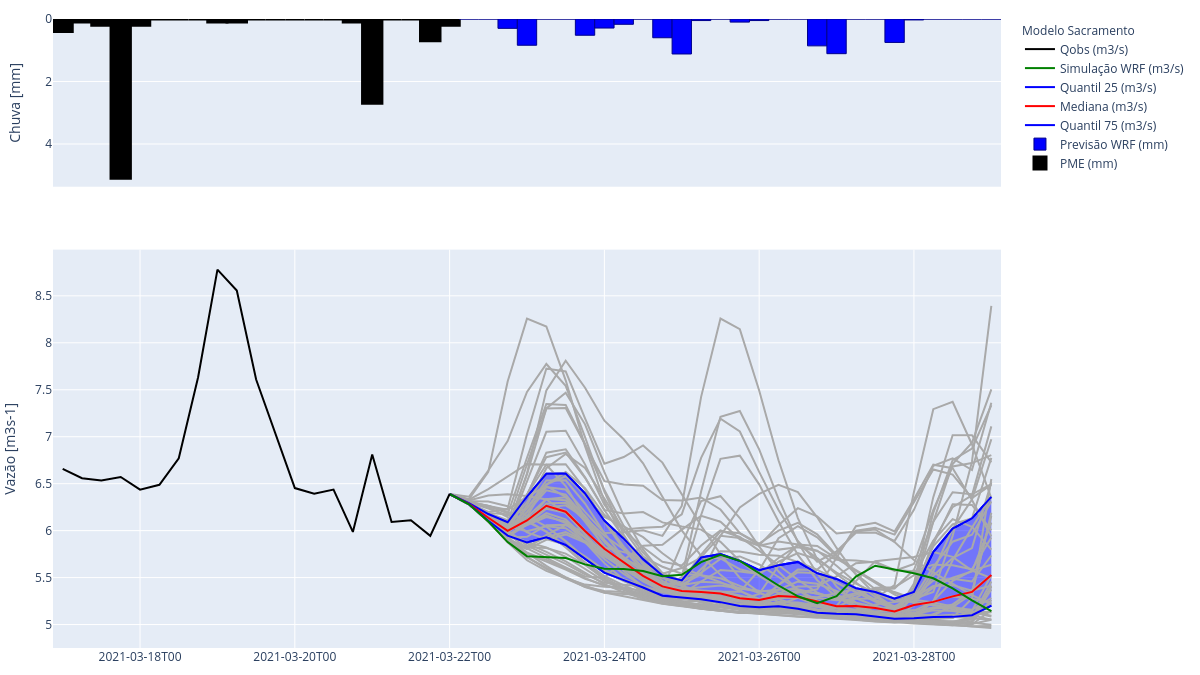 0
2
4
Chuva [mm]
Modelo Sacramento
Qobs (m3/s)
Simulação WRF (m3/s)
Quantil 25 (m3/s)
Mediana (m3/s)
Quantil 75 (m3/s)
Previsão WRF (mm)
PME (mm)
8.5
8
7.5
7
6.5
6
5.5
5
Vazão [m3s-1]
2021-03-18T00
2021-03-20T00
2021-03-22T00
2021-03-24T00
2021-03-26T00
2021-03-28T00